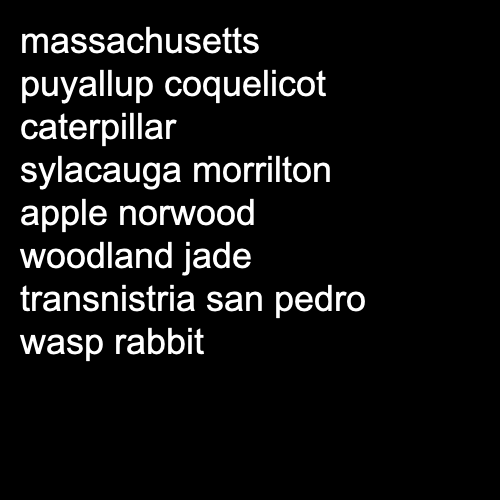 massachusetts
puyallup coquelicot
caterpillar
sylacauga morrilton
apple norwood
woodland jade
transnistria san pedro
wasp rabbit